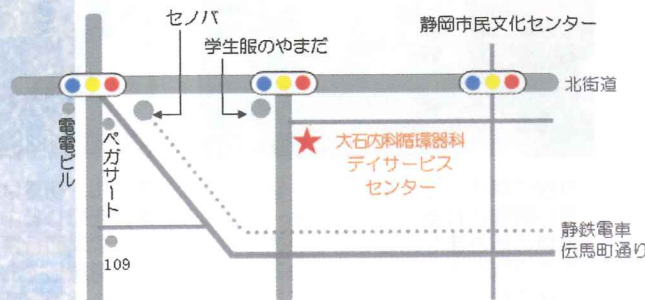 セノバ
静岡市民文化センター
学生服のやまだ
北街道
電電ビル
ペガサート
大石内科循環器科
デイサービス
センター
静鉄電車
伝馬町通り
109